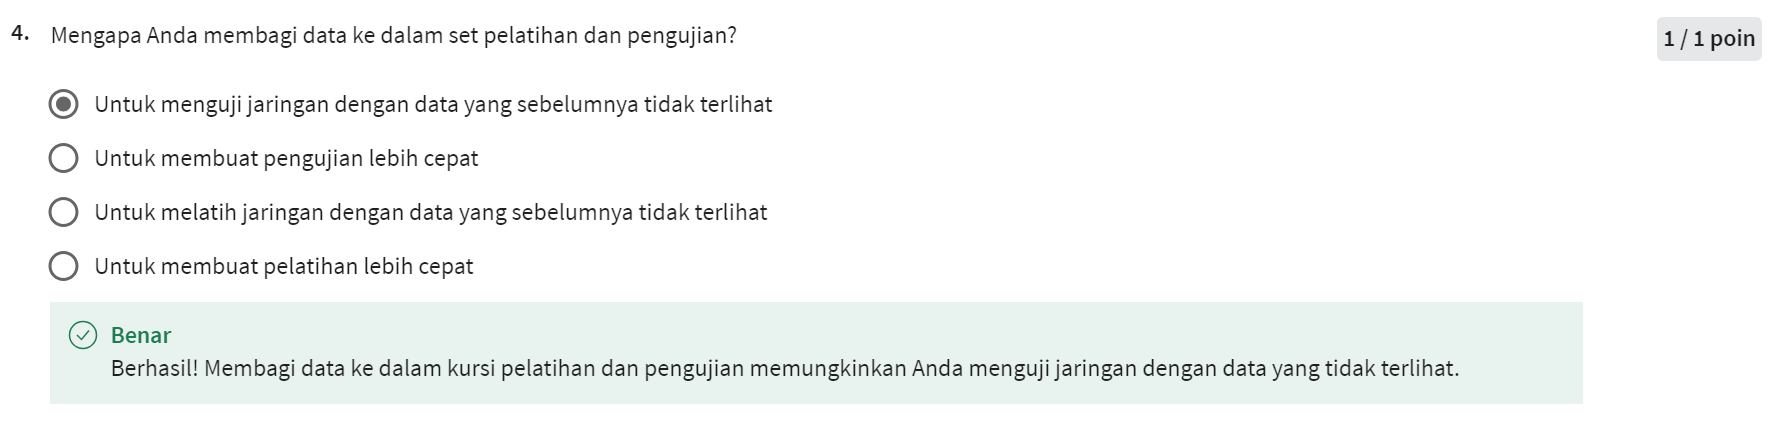 4. Mengapa Anda membagi data ke dalam set pelatihan dan pengujian?
1 / 1 poin
Untuk menguji jaringan dengan data yang sebelumnya tidak terlihat
Untuk membuat pengujian lebih cepat
Untuk melatih jaringan dengan data yang sebelumnya tidak terlihat
Untuk membuat pelatihan lebih cepat
Benar
Berhasil! Membagi data ke dalam kursi pelatihan dan pengujian memungkinkan Anda menguji jaringan dengan data yang tidak terlihat.